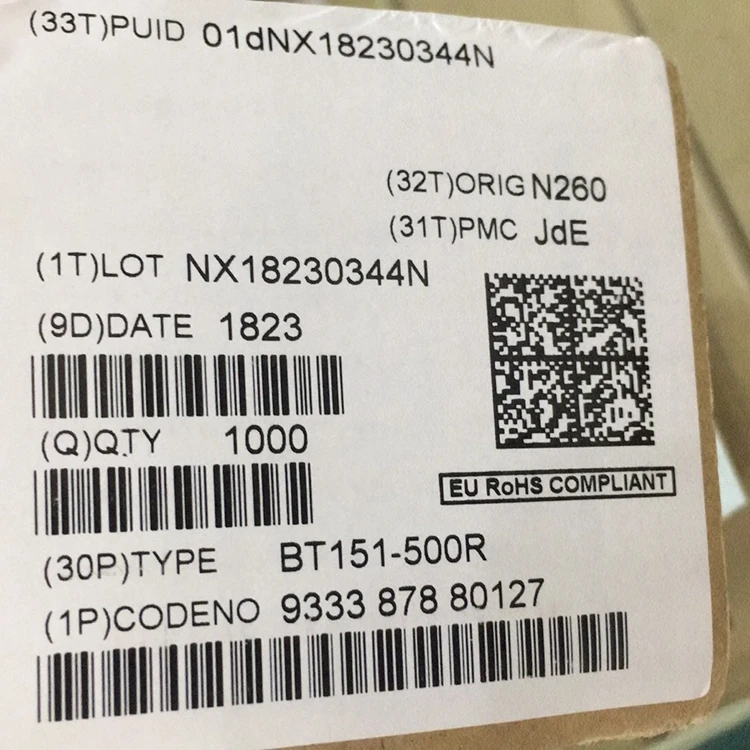 (33T)PUID 01dNX18230344N
(32T)ORIG N260
(31T)PMC JdE
(1T)LOT NX18230344N
(9D)DATE 1823
(Q)QTY 1000
EU RoHS COMPLIANT
(30P)TYPE BT151-500R
(1P)CODENO 9333 878 80127